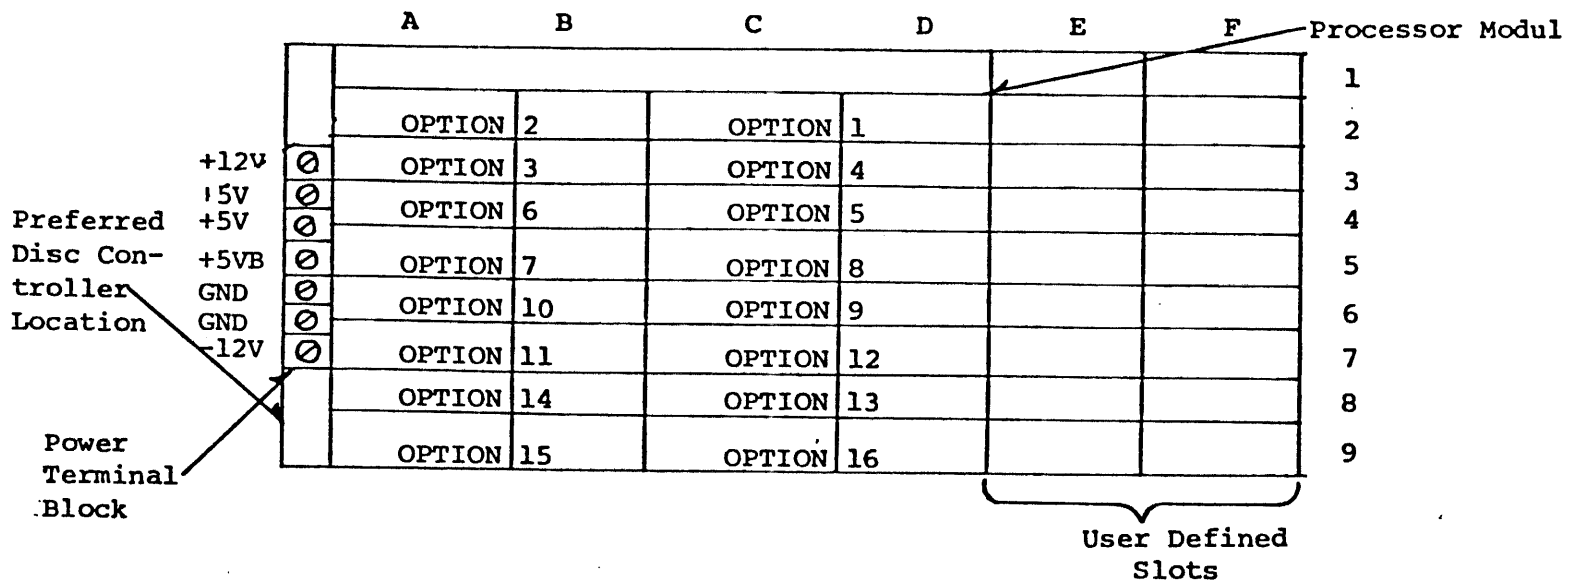 A B C D E F
Processor Modul
1
OPTION 2 OPTION 1 2
+12V OPTION 3 OPTION 4 3
+5V
OPTION 6 OPTION 5 4
+5V
Preferred
Disc Con-
troller
Location
+5VB OPTION 7 OPTION 8 5
GND
OPTION 10 OPTION 9 6
GND
-12V OPTION 11 OPTION 12 7
OPTION 14 OPTION 13 8
OPTION 15 OPTION 16 9
Power
Terminal
Block
User Defined
Slots